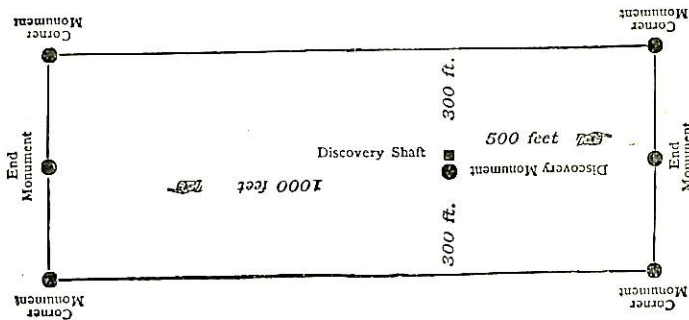 Corner
Monument
Corner
Monument
300 ft.
500 feet
End
Monument
Discovery Shaft
Discovery Monument
End
Monument
1000 feet
300 ft.
Corner
Monument
Corner
Monument